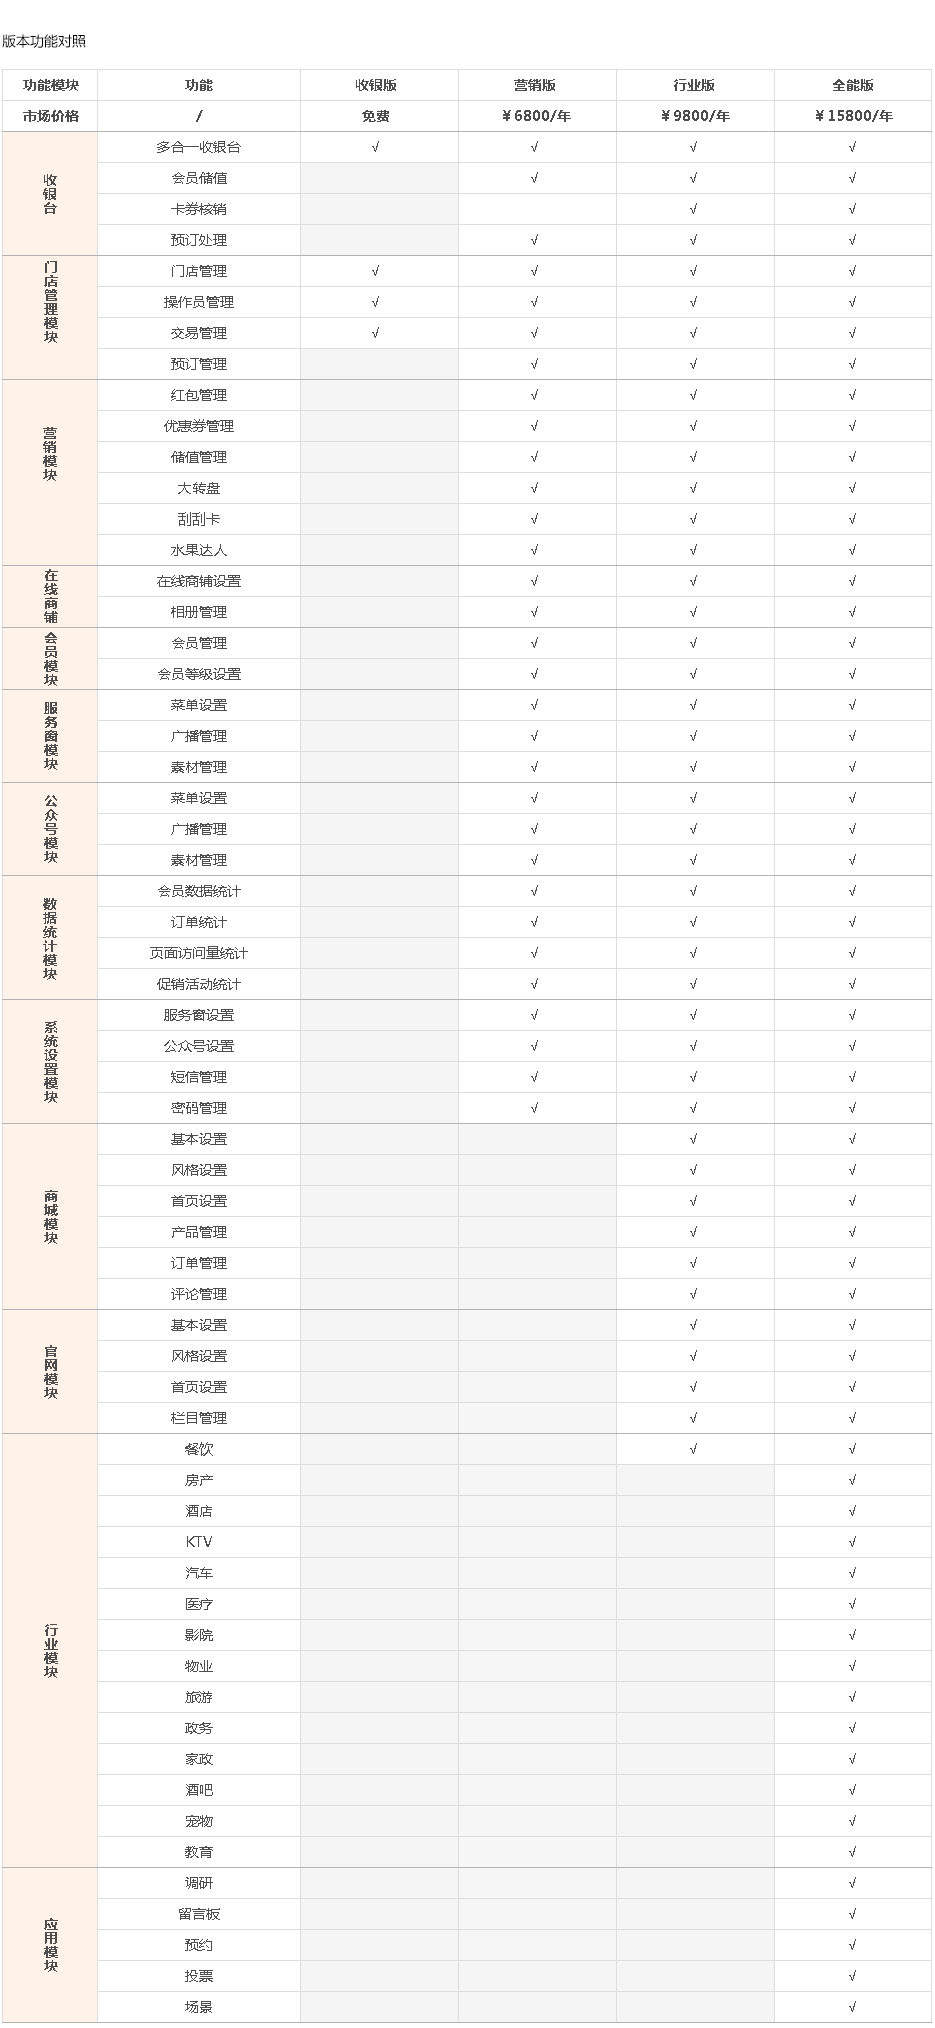 版本功能对照
功能模块 功能 收银版 营销版 行业版 全能版
市场价格 / 免费 ¥6800/年 ¥9800/年 ¥15800/年
收银台 多合一收银台 √ √ √ √
会员储值 √ √ √
卡券核销 √ √
预订处理 √ √ √
门店管理模块 门店管理 √ √ √ √
操作员管理 √ √ √ √
交易管理 √ √ √ √
预订管理 √ √ √
营销模块 红包管理 √ √ √
优惠券管理 √ √ √
储值管理 √ √ √
大转盘 √ √ √
刮刮卡 √ √ √
水果达人 √ √ √
在线商铺 在线商铺设置 √ √ √
相册管理 √ √ √
会员模块 会员管理 √ √ √
会员等级设置 √ √ √
服务窗模块 菜单设置 √ √ √
广播管理 √ √ √
素材管理 √ √ √
公众号模块 菜单设置 √ √ √
广播管理 √ √ √
素材管理 √ √ √
数据统计模块 会员数据统计 √ √ √
订单统计 √ √ √
页面访问量统计 √ √ √
促销活动统计 √ √ √
系统设置模块 服务窗设置 √ √ √
公众号设置 √ √ √
短信管理 √ √ √
密码管理 √ √ √
商城模块 基本设置 √ √
风格设置 √ √
首页设置 √ √
产品管理 √ √
订单管理 √ √
评论管理 √ √
官网模块 基本设置 √ √
风格设置 √ √
首页设置 √ √
栏目管理 √ √
行业模块 餐饮 √ √
房产 √
酒店 √
KTV √
汽车 √
医疗 √
影院 √
物业 √
旅游 √
政务 √
家政 √
酒吧 √
宠物 √
教育 √
应用模块 调研 √
留言板 √
预约 √
投票 √
场景 √